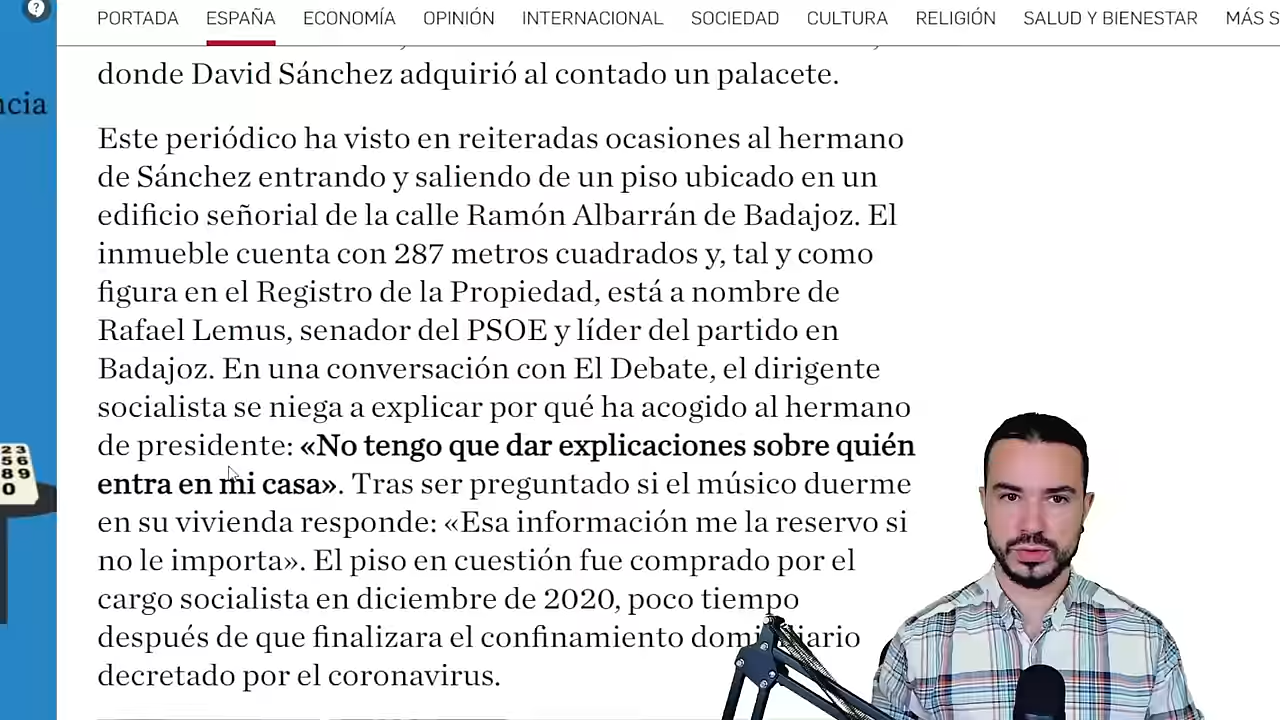 PORTADA ESPAÑA ECONOMÍA OPINIÓN INTERNACIONAL SOCIEDAD CULTURA RELIGIÓN SALUD Y BIENESTAR MÁS S
?
donde David Sánchez adquirió al contado un palacete.
ncia
Este periódico ha visto en reiteradas ocasiones al hermano
de Sánchez entrando y saliendo de un piso ubicado en un
edificio señorial de la calle Ramón Albarrán de Badajoz. El
inmueble cuenta con 287 metros cuadrados y, tal y como
figura en el Registro de la Propiedad, está a nombre de
Rafael Lemus, senador del PSOE y líder del partido en
Badajoz. En una conversación con El Debate, el dirigente
socialista se niega a explicar por qué ha acogido al hermano
de presidente: «No tengo que dar explicaciones sobre quién
entra en mi casa». Tras ser preguntado si el músico duerme
en su vivienda responde: «Esa información me la reservo si
no le importa». El piso en cuestión fue comprado por el
cargo socialista en diciembre de 2020, poco tiempo
después de que finalizara el confinamiento domiciliario
decretado por el coronavirus.
23
56
89
0